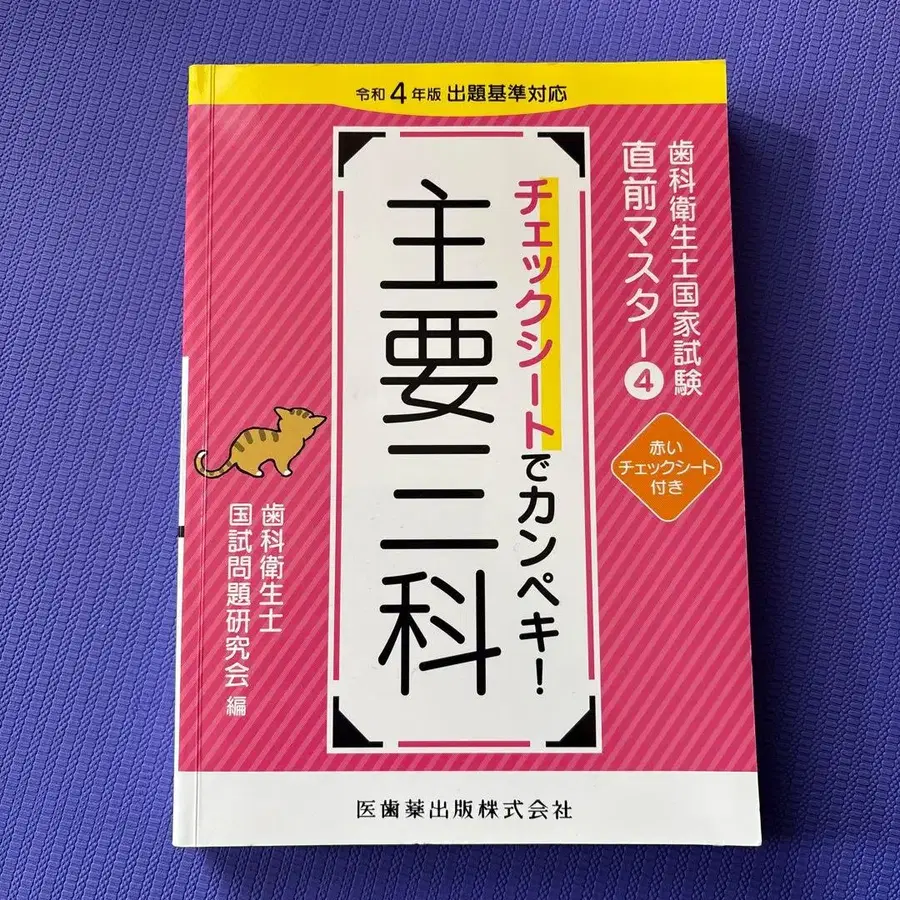 令和4年版 出題基準対応
歯科衛生士国家試験
直前マスター4
赤い
チェックシート
付き
チェックシートでカンペキ!
主要三科
歯科衛生士
国試問題研究会 編
医歯薬出版株式会社